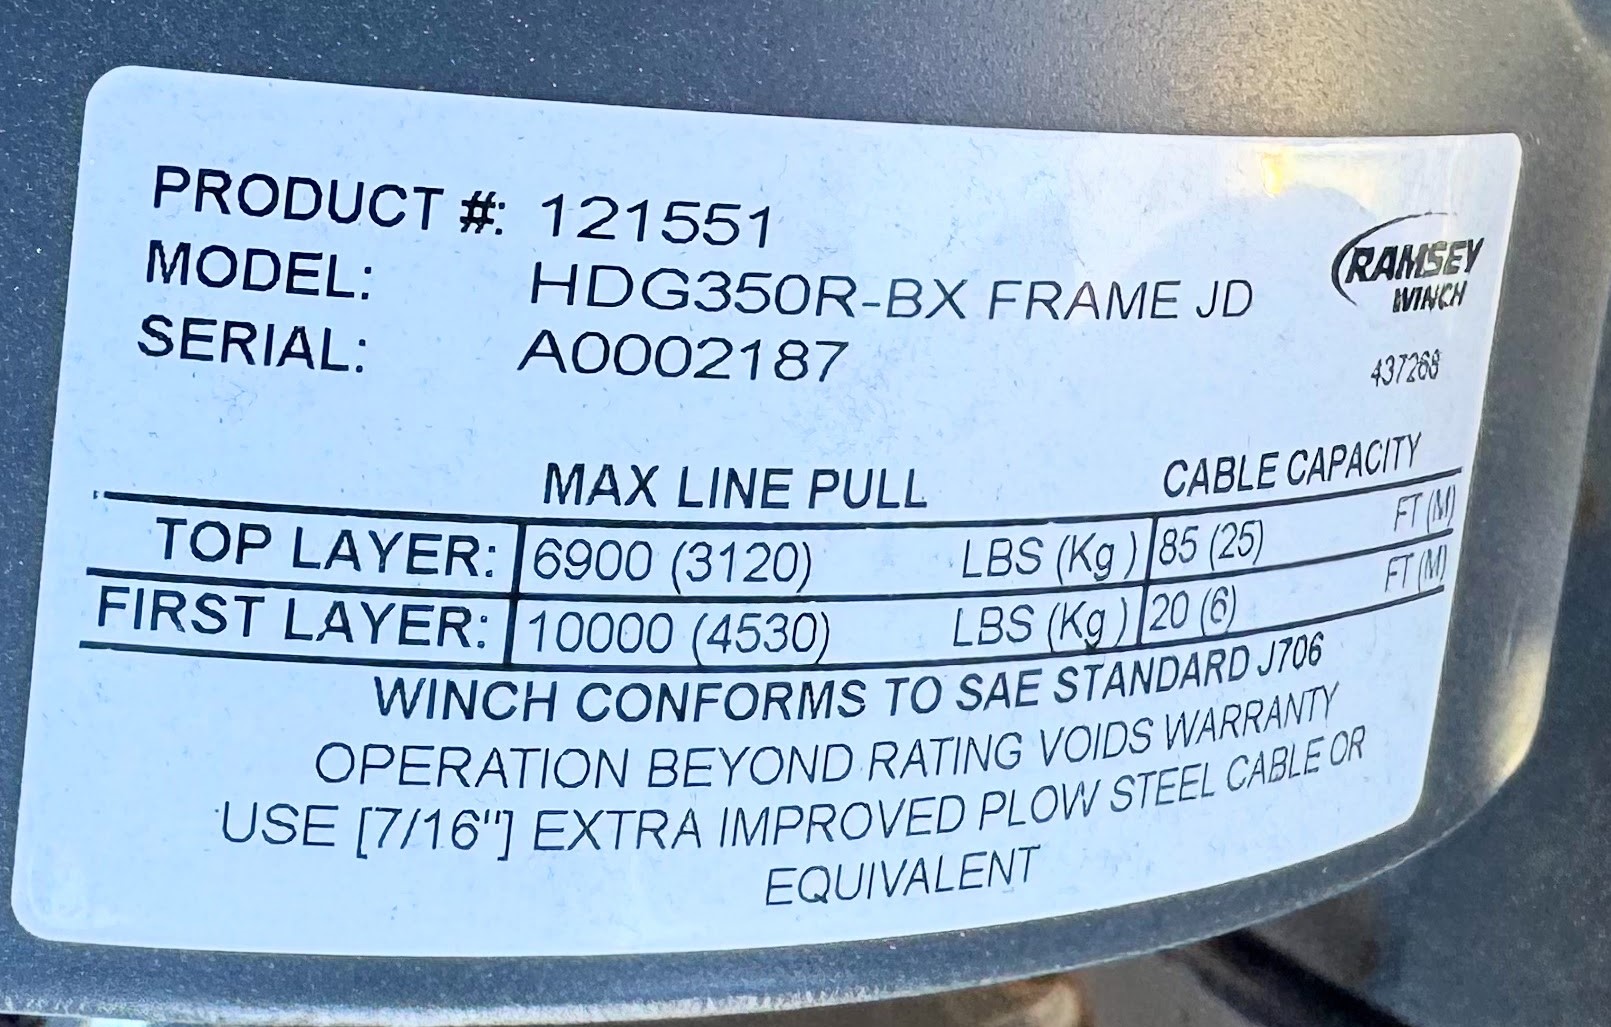 PRODUCT #: 121551
MODEL: HDG350R-BX FRAME JD
SERIAL: A0002187
RAMSEY
WINCH
437268
MAX LINE PULL CABLE CAPACITY
TOP LAYER: 6900 (3120) LBS (Kg) 85 (25) FT (M)
FIRST LAYER: 10000 (4530) LBS (Kg) 20 (6) FT (M)
WINCH CONFORMS TO SAE STANDARD J706
OPERATION BEYOND RATING VOIDS WARRANTY
USE [7/16"] EXTRA IMPROVED PLOW STEEL CABLE OR
EQUIVALENT